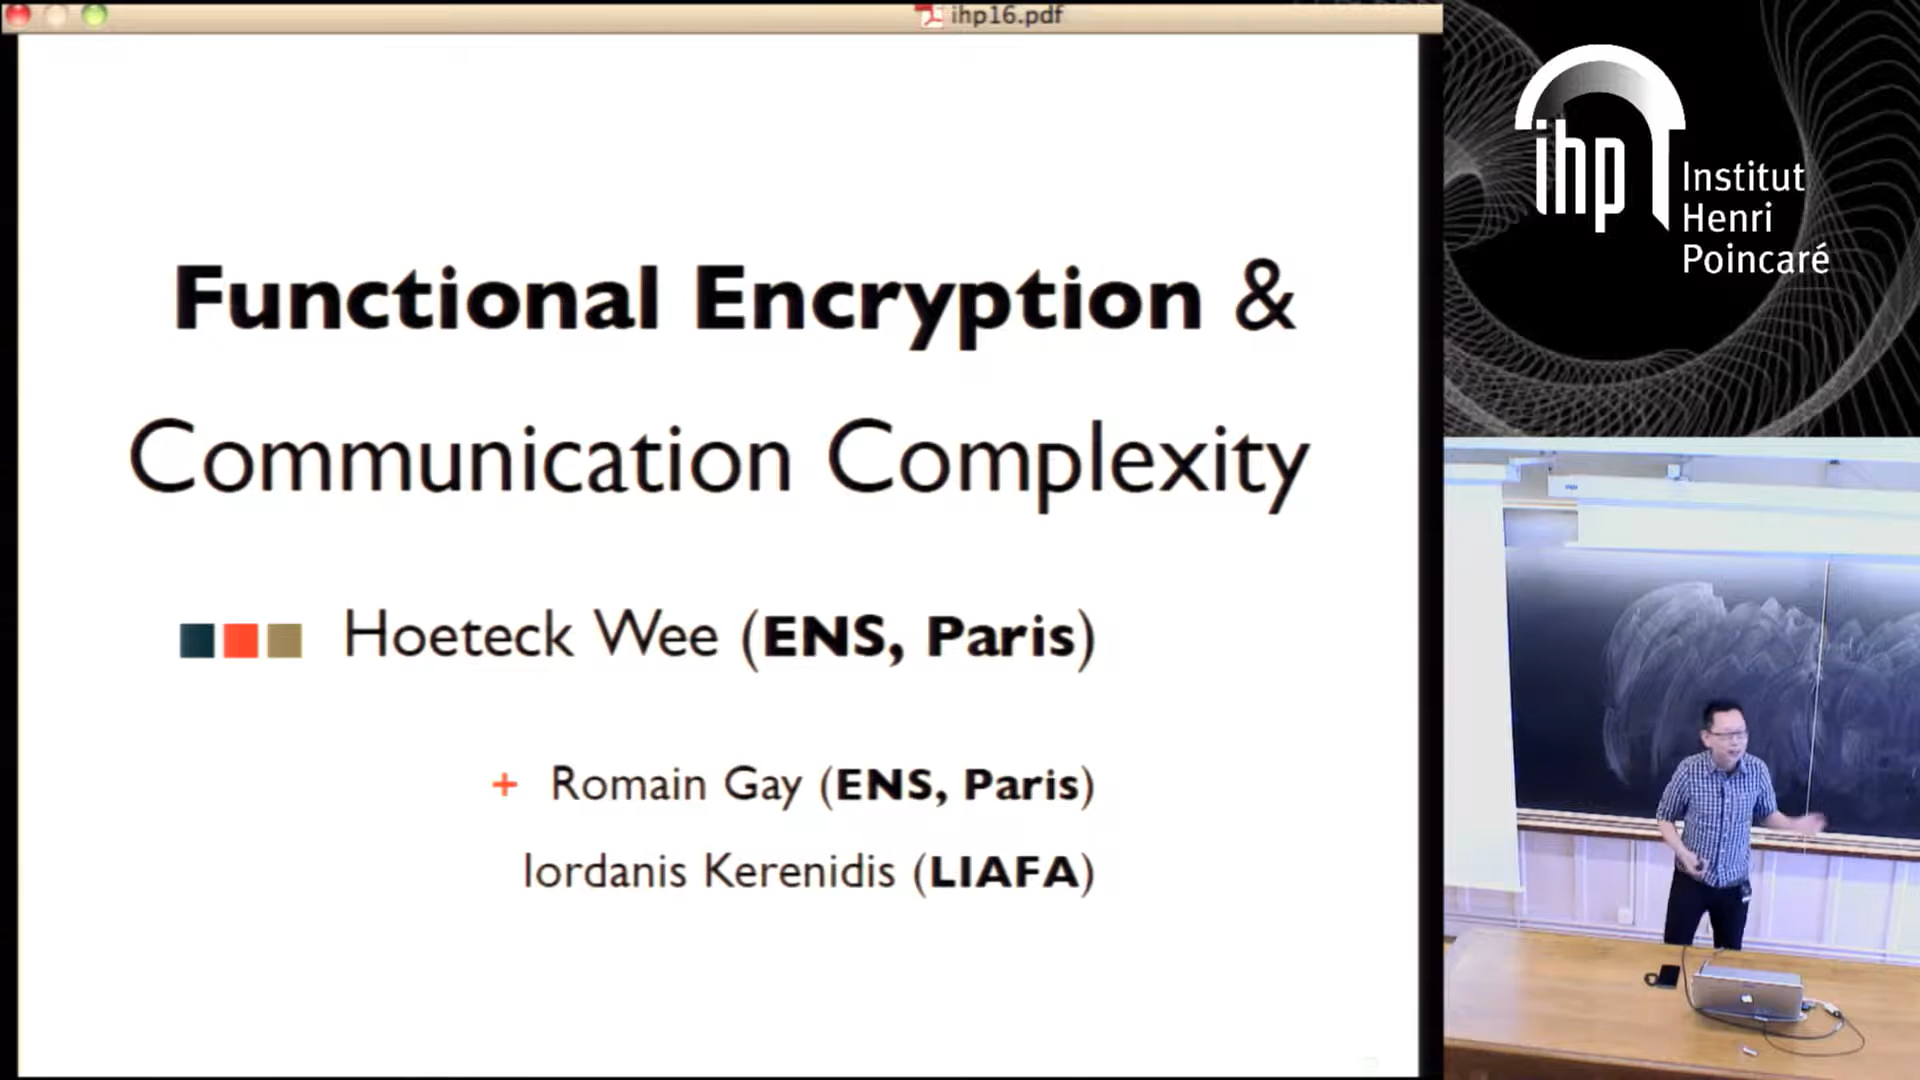 ihp16.pdf
Functional Encryption &
Communication Complexity
Hoeteck Wee (ENS, Paris)
+ Romain Gay (ENS, Paris)
Iordanis Kerenidis (LIAFA)
ihp
Institut
Henri
Poincaré